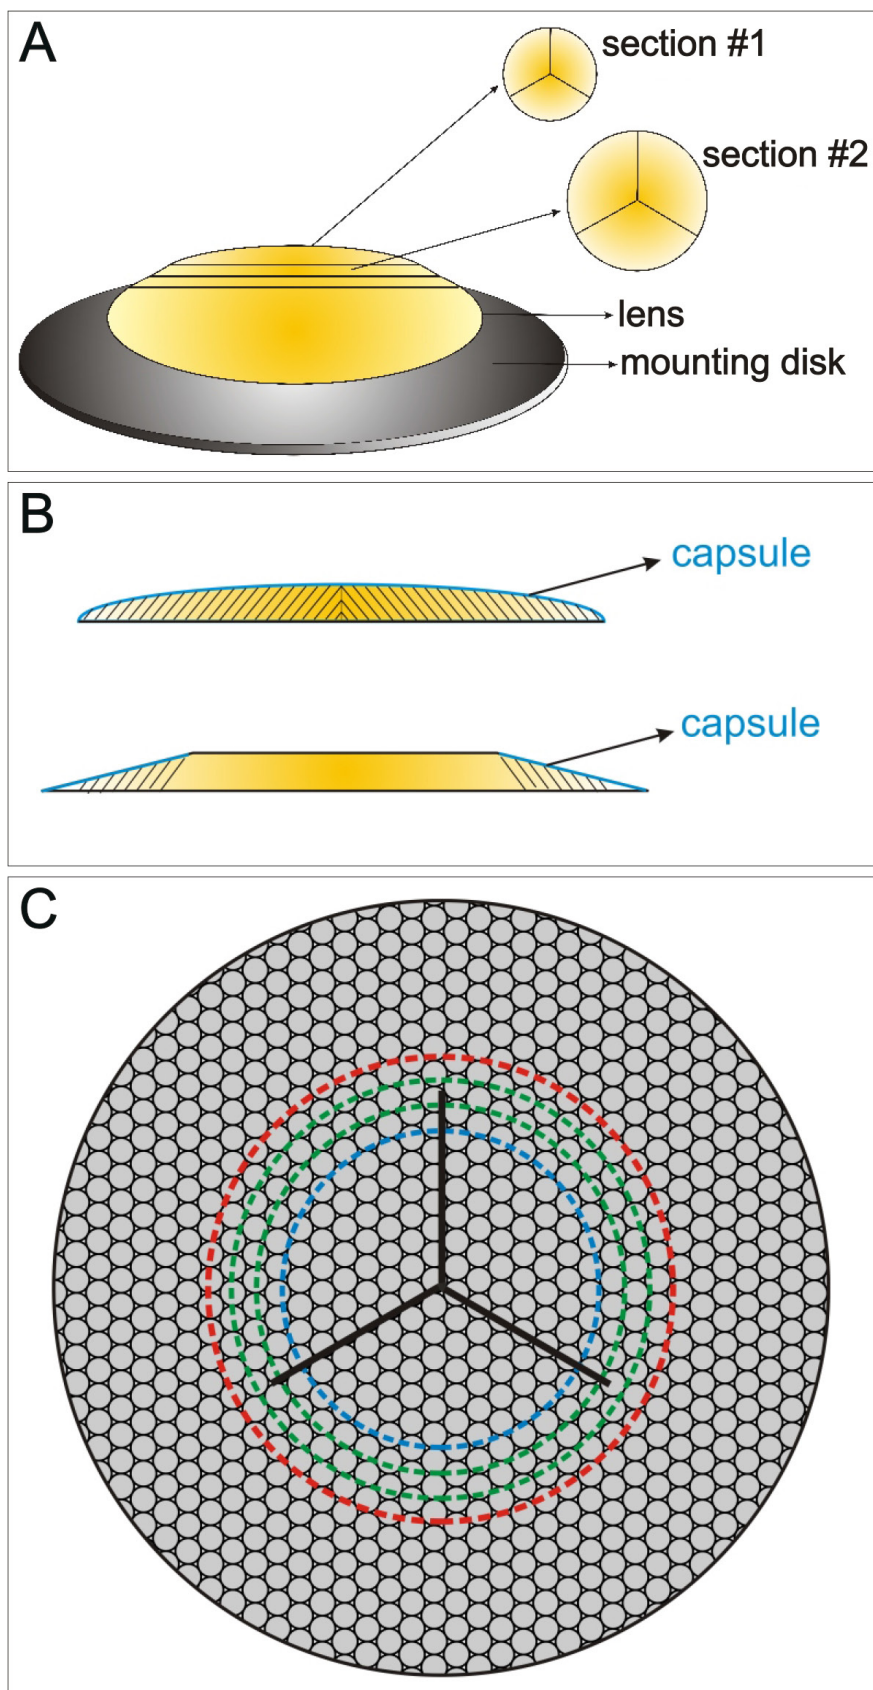 A
section #1
section #2
lens
mounting disk
B
capsule
capsule
C